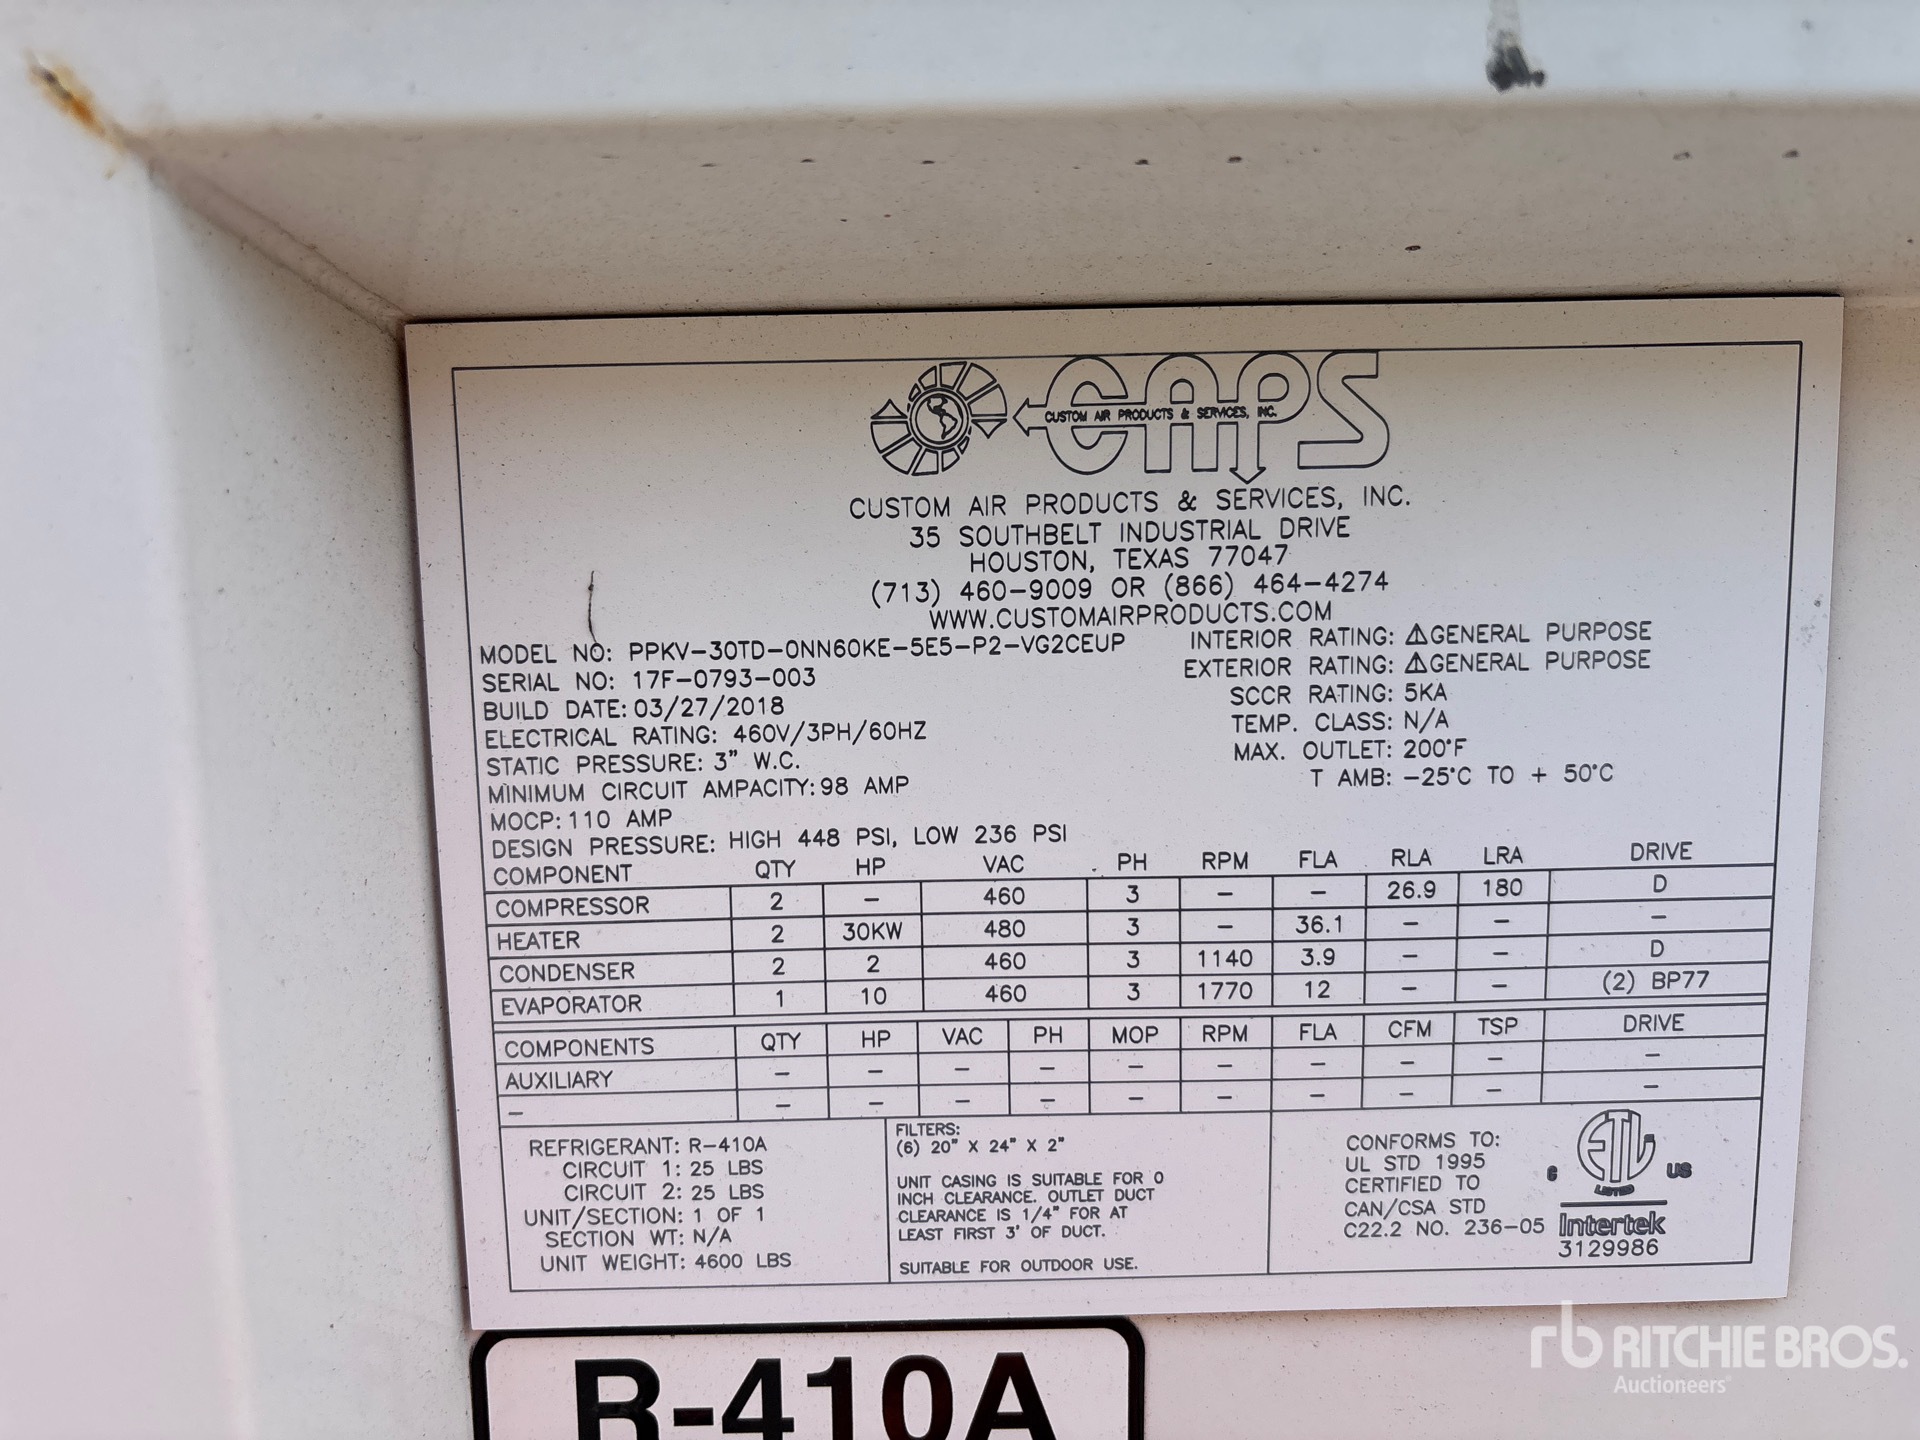 CAPS
CUSTOM AIR PRODUCTS & SERVICES, INC.
CUSTOM AIR PRODUCTS & SERVICES, INC.
35 SOUTHBELT INDUSTRIAL DRIVE
HOUSTON, TEXAS 77047
(713) 460-9009 OR (866) 464-4274
WWW.CUSTOMAIRPRODUCTS.COM
MODEL NO: PPKV-30TD-0NN60KE-5E5-P2-VG2CEUP
SERIAL NO: 17F-0793-003
BUILD DATE: 03/27/2018
ELECTRICAL RATING: 460V/3PH/60HZ
STATIC PRESSURE: 3" W.C.
MINIMUM CIRCUIT AMPACITY: 98 AMP
MOCP: 110 AMP
DESIGN PRESSURE: HIGH 448 PSI, LOW 236 PSI
INTERIOR RATING: ⚠GENERAL PURPOSE
EXTERIOR RATING: ⚠GENERAL PURPOSE
SCCR RATING: 5KA
TEMP. CLASS: N/A
MAX. OUTLET: 200°F
T AMB: -25°C TO + 50°C
COMPONENT QTY HP VAC PH RPM FLA RLA LRA DRIVE
COMPRESSOR 2 - 460 3 - - 26.9 180 D
HEATER 2 30KW 480 3 - 36.1 - - -
CONDENSER 2 2 460 3 1140 3.9 - - D
EVAPORATOR 1 10 460 3 1770 12 - - (2) BP77
COMPONENTS QTY HP VAC PH MOP RPM FLA CFM TSP DRIVE
AUXILIARY - - - - - - - - - -
- - - - - - - - - - -
REFRIGERANT: R-410A
CIRCUIT 1: 25 LBS
CIRCUIT 2: 25 LBS
UNIT/SECTION: 1 OF 1
SECTION WT: N/A
UNIT WEIGHT: 4600 LBS
FILTERS:
(6) 20" X 24" X 2"
UNIT CASING IS SUITABLE FOR 0
INCH CLEARANCE. OUTLET DUCT
CLEARANCE IS 1/4" FOR AT
LEAST FIRST 3' OF DUCT.
SUITABLE FOR OUTDOOR USE.
CONFORMS TO:
UL STD 1995
CERTIFIED TO
CAN/CSA STD
C22.2 NO. 236-05
c ETL US
LISTED
Intertek
3129986
R-410A
rb RITCHIE BROS.
Auctioneers